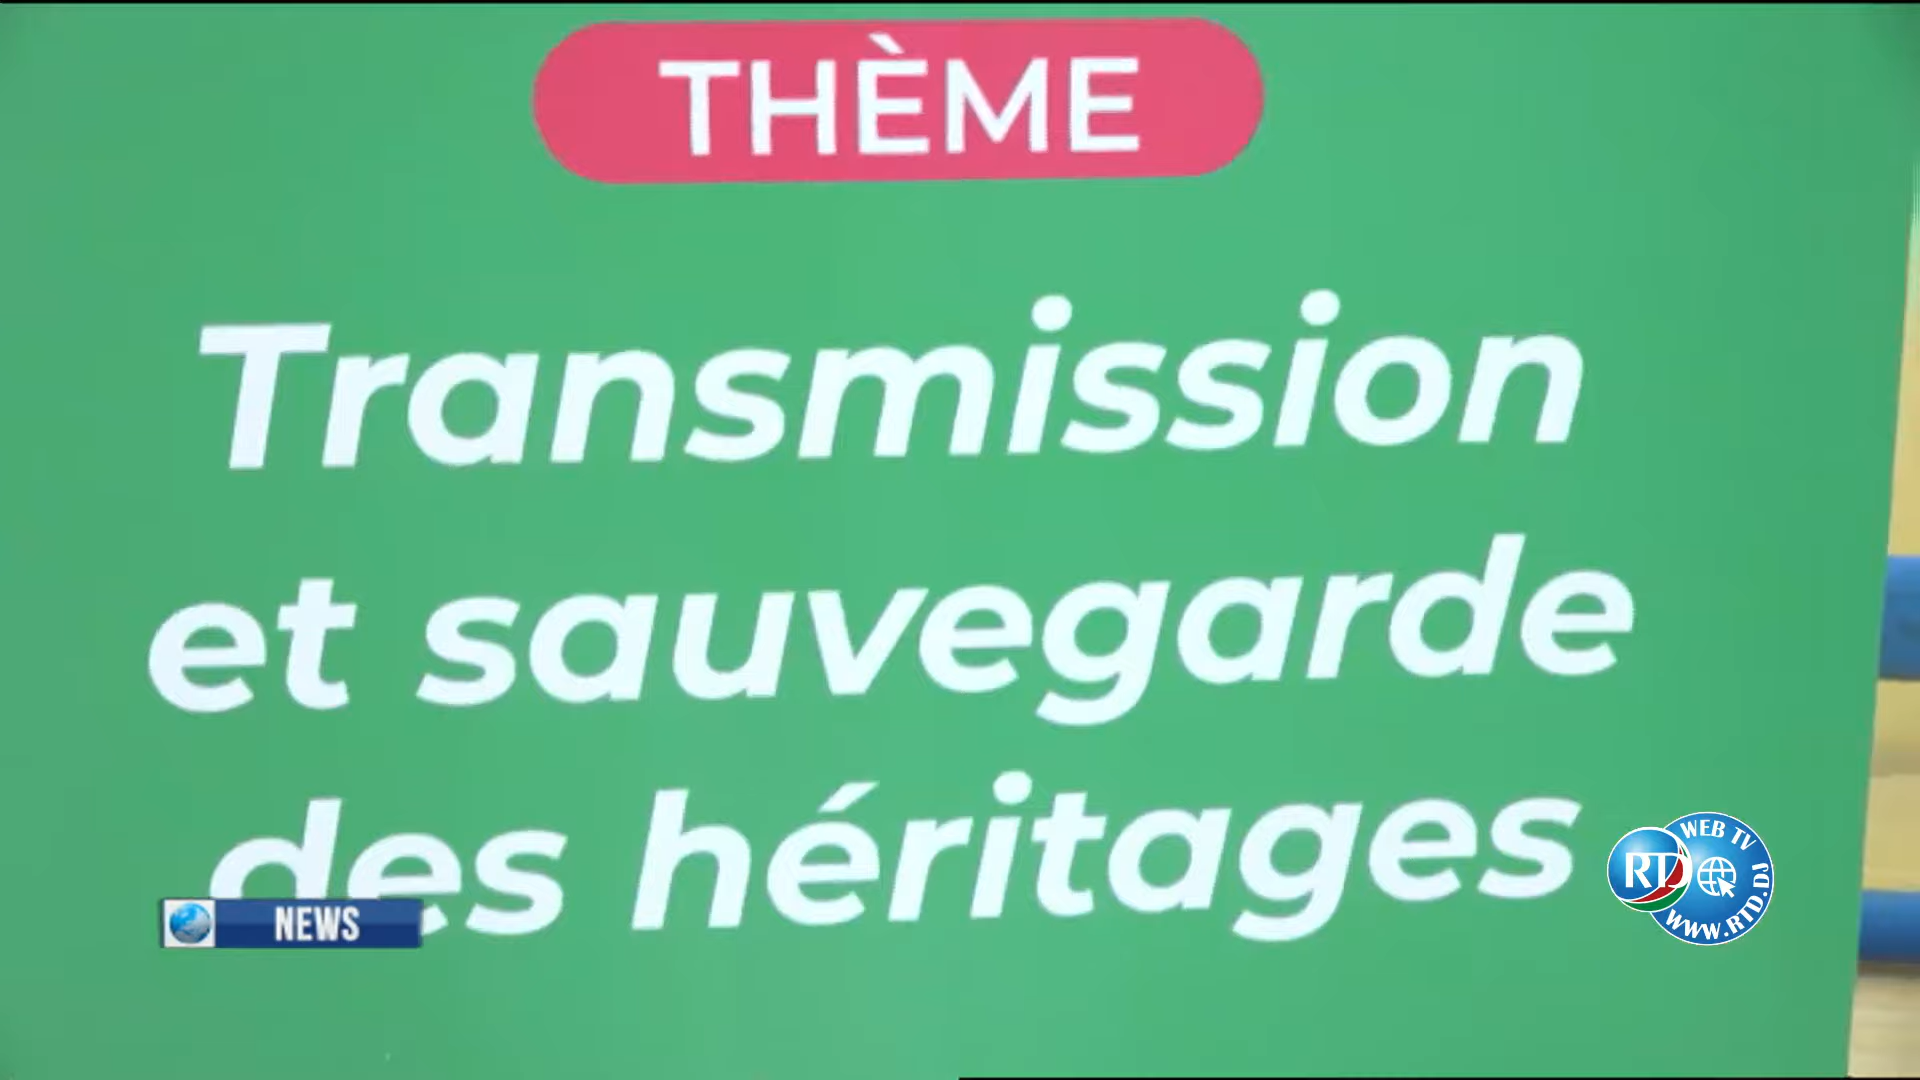 THÈME
Transmission
et sauvegarde
des héritages
NEWS
WEB TV
RTD
WWW.RTD.DJ